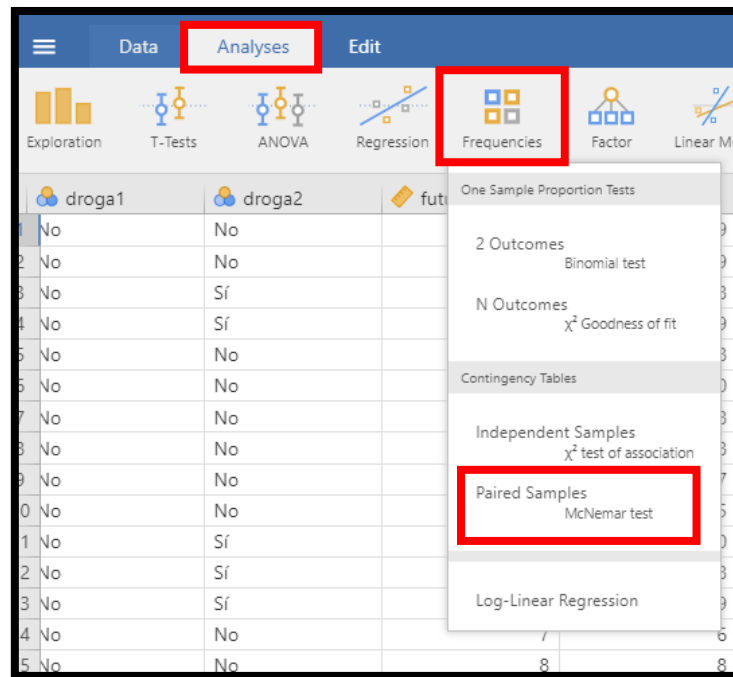 Data Analyses Edit
Exploration T-Tests ANOVA Regression Frequencies Factor
One Sample Proportion Tests
2 Outcomes
Binomial test
N Outcomes
χ² Goodness of fit
Contingency Tables
Independent Samples
χ² test of association
Paired Samples
McNemar test
Log-Linear Regression
droga1 droga2
No No
No No
No Sí
No Sí
No No
No No
No No
No No
No No
No No
No Sí
No Sí
No Sí
No No 7 6
No No 8 8